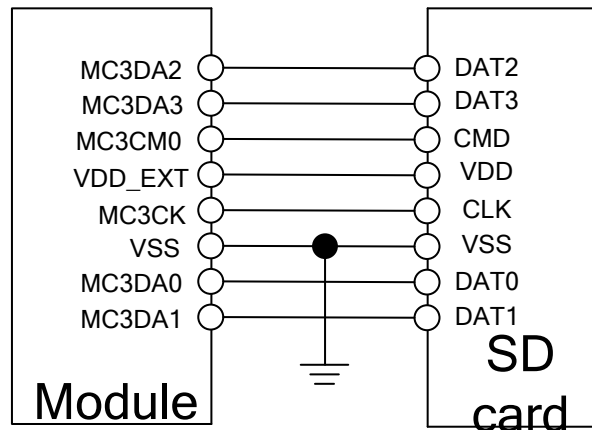 MC3DA2 DAT2
MC3DA3 DAT3
MC3CM0 CMD
VDD_EXT VDD
MC3CK CLK
VSS VSS
MC3DA0 DAT0
MC3DA1 DAT1
Module
SD
card